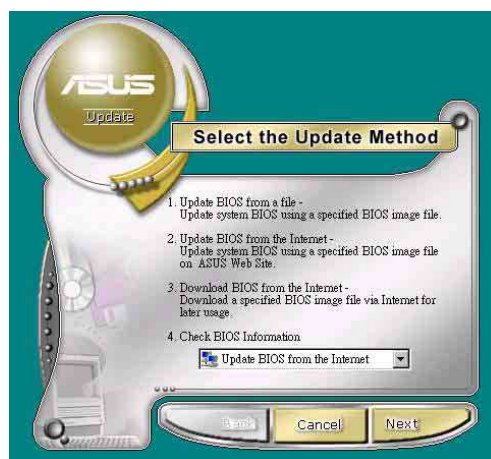 ASUS
Update
Select the Update Method
1. Update BIOS from a file -
Update system BIOS using a specified BIOS image file.
2. Update BIOS from the Internet -
Update system BIOS using a specified BIOS image file
on ASUS Web Site.
3. Download BIOS from the Internet -
Download a specified BIOS image file via Internet for
later usage.
4. Check BIOS Information
Update BIOS from the Internet
Back Cancel Next